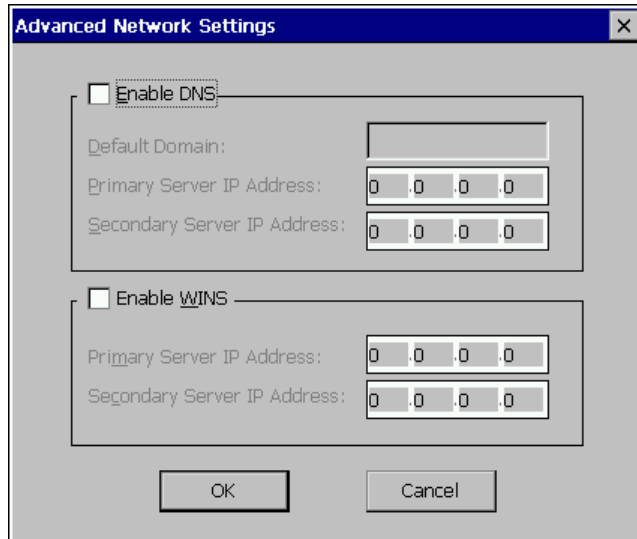 Advanced Network Settings
Enable DNS
Default Domain:
Primary Server IP Address: 0 .0 .0 .0
Secondary Server IP Address: 0 .0 .0 .0
Enable WINS
Primary Server IP Address: 0 .0 .0 .0
Secondary Server IP Address: 0 .0 .0 .0
OK Cancel